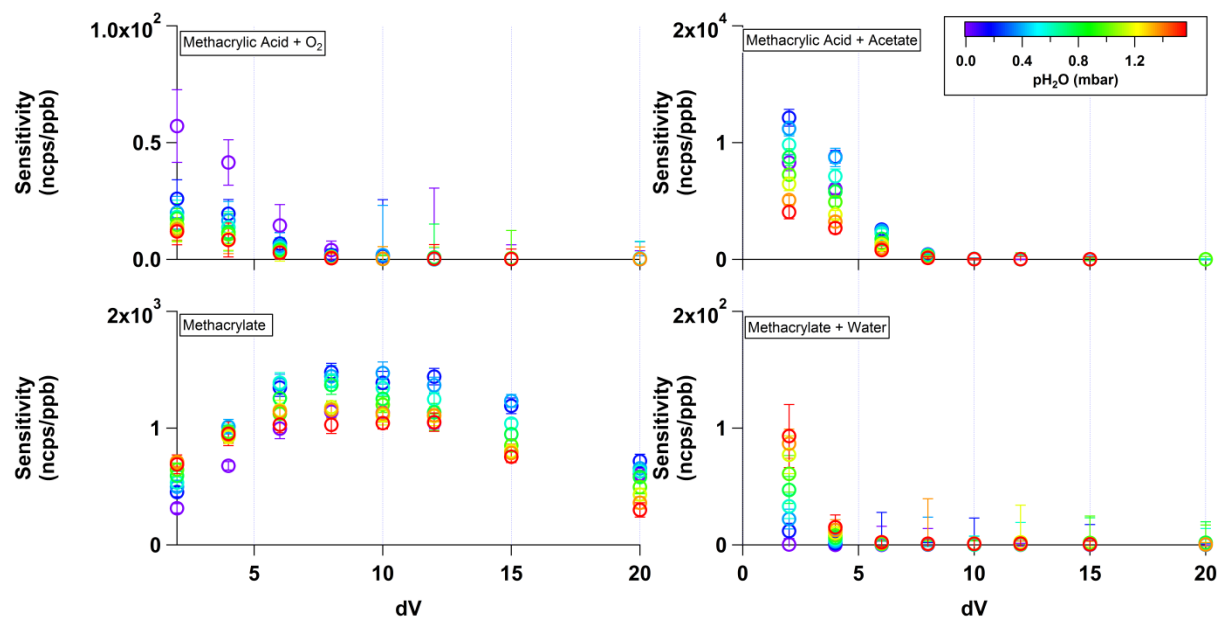 1.0x10²
0.5
0.0
Sensitivity
(ncps/ppb)
Methacrylic Acid + O₂
2x10⁴
1
0
Sensitivity
(ncps/ppb)
Methacrylic Acid + Acetate
0.0 0.4 0.8 1.2
pH₂O (mbar)
2x10³
1
0
Sensitivity
(ncps/ppb)
Methacrylate
5 10 15 20
dV
2x10²
1
0
Sensitivity
(ncps/ppb)
Methacrylate + Water
0 5 10 15 20
dV